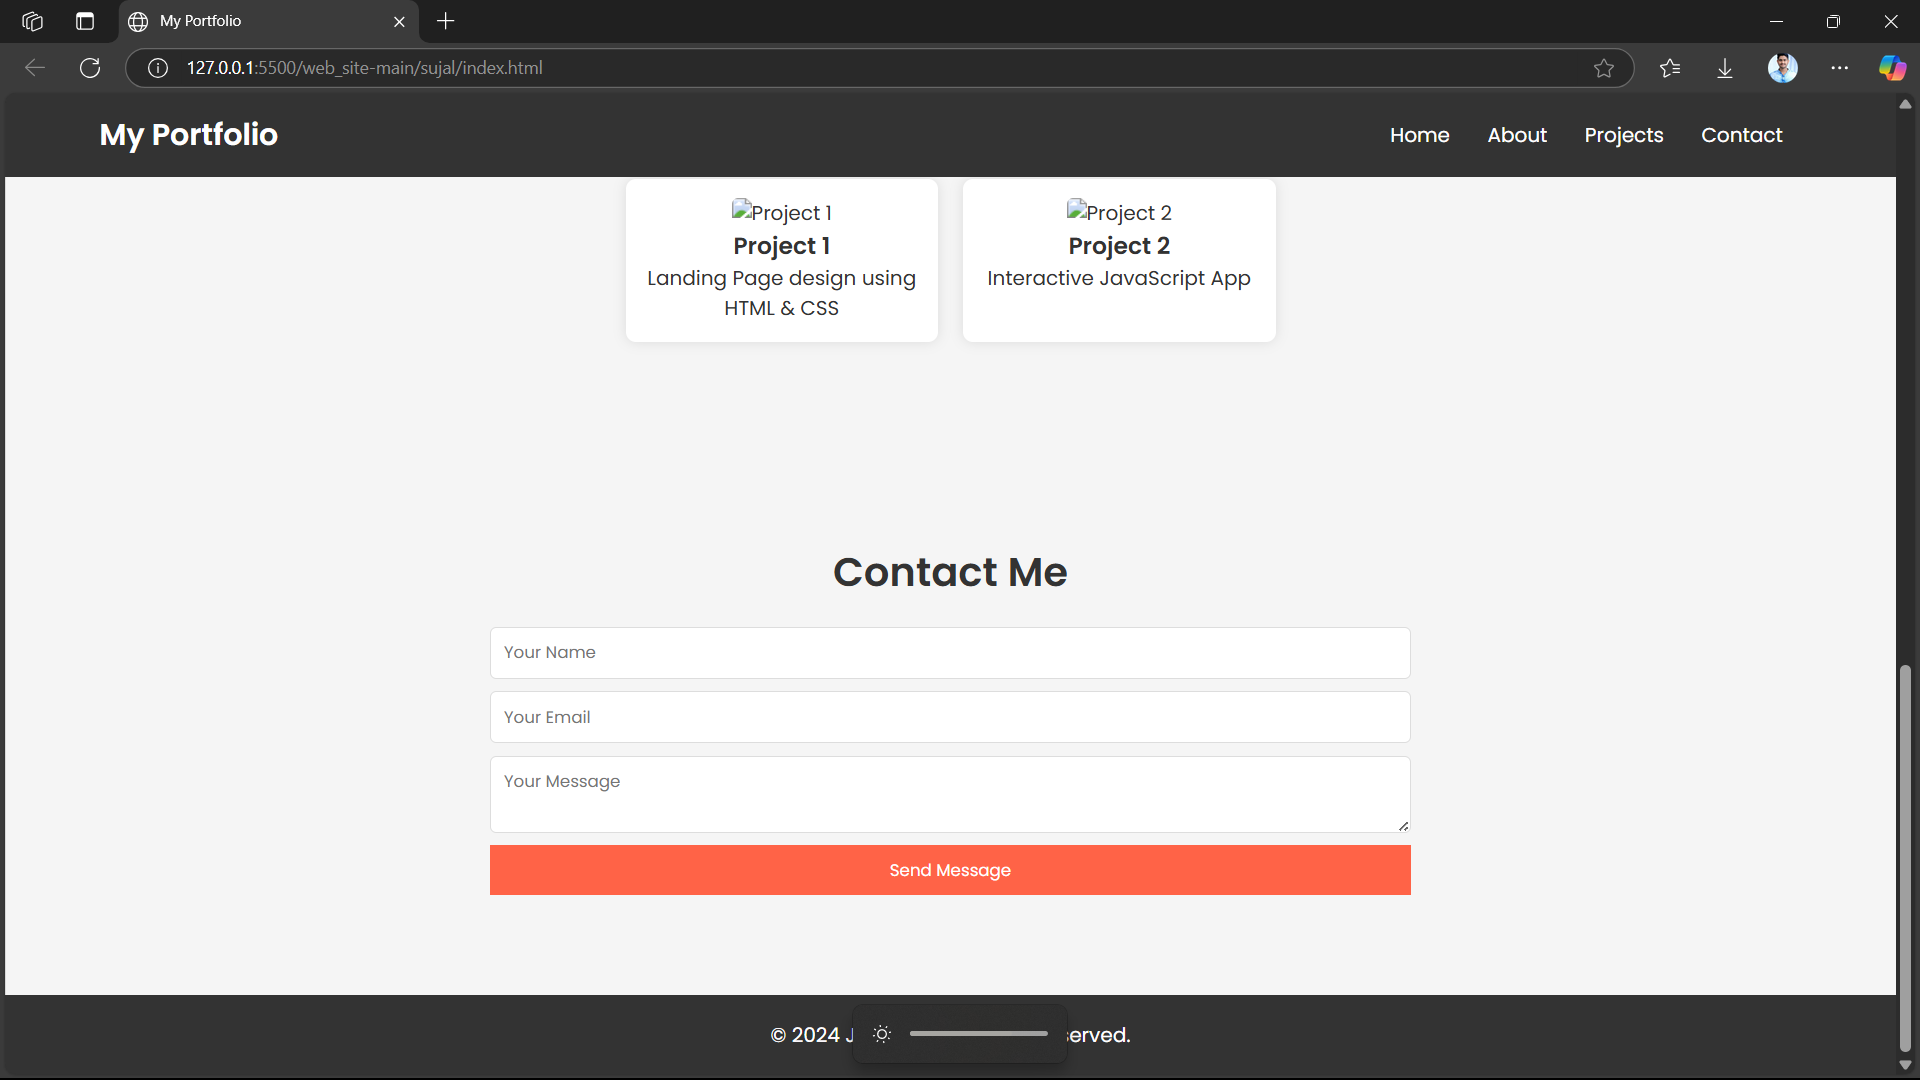 My Portfolio
127.0.0.1:5500/web_site-main/sujal/index.html
My Portfolio
Home About Projects Contact
Project 1
Project 1
Landing Page design using
HTML & CSS
Project 2
Project 2
Interactive JavaScript App
Contact Me
Your Name
Your Email
Your Message
Send Message
© 2024